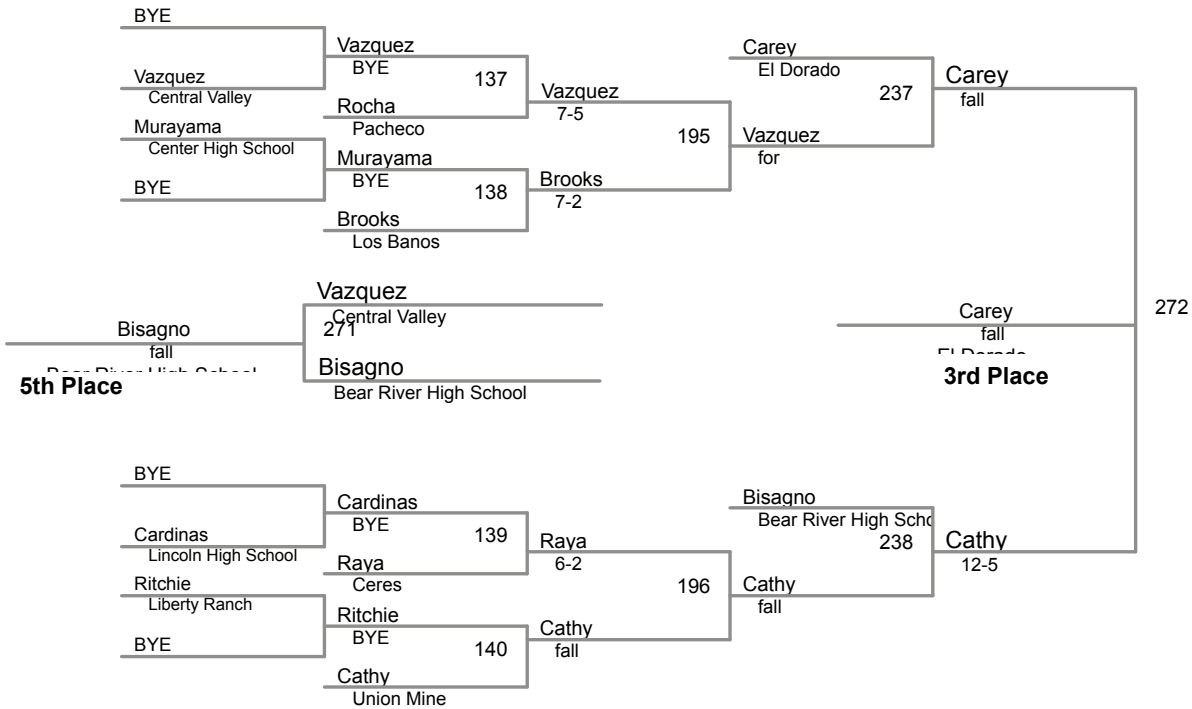 BYE
Vazquez
Central Valley
Murayama
Center High School
BYE
Vazquez
BYE
137
Rocha
Pacheco
Murayama
BYE
138
Brooks
Los Banos
Vazquez
7-5
195
Brooks
7-2
Carey
El Dorado
237
Vazquez
for
Carey
fall
272
Vazquez
Central Valley
271
Bisagno
Bear River High School
Bisagno
fall
5th Place
Carey
fall
3rd Place
BYE
Cardinas
Lincoln High School
Ritchie
Liberty Ranch
BYE
Cardinas
BYE
139
Raya
Ceres
Ritchie
BYE
140
Cathy
Union Mine
Raya
6-2
196
Cathy
fall
Bisagno
Bear River High Scho
238
Cathy
fall
Cathy
12-5